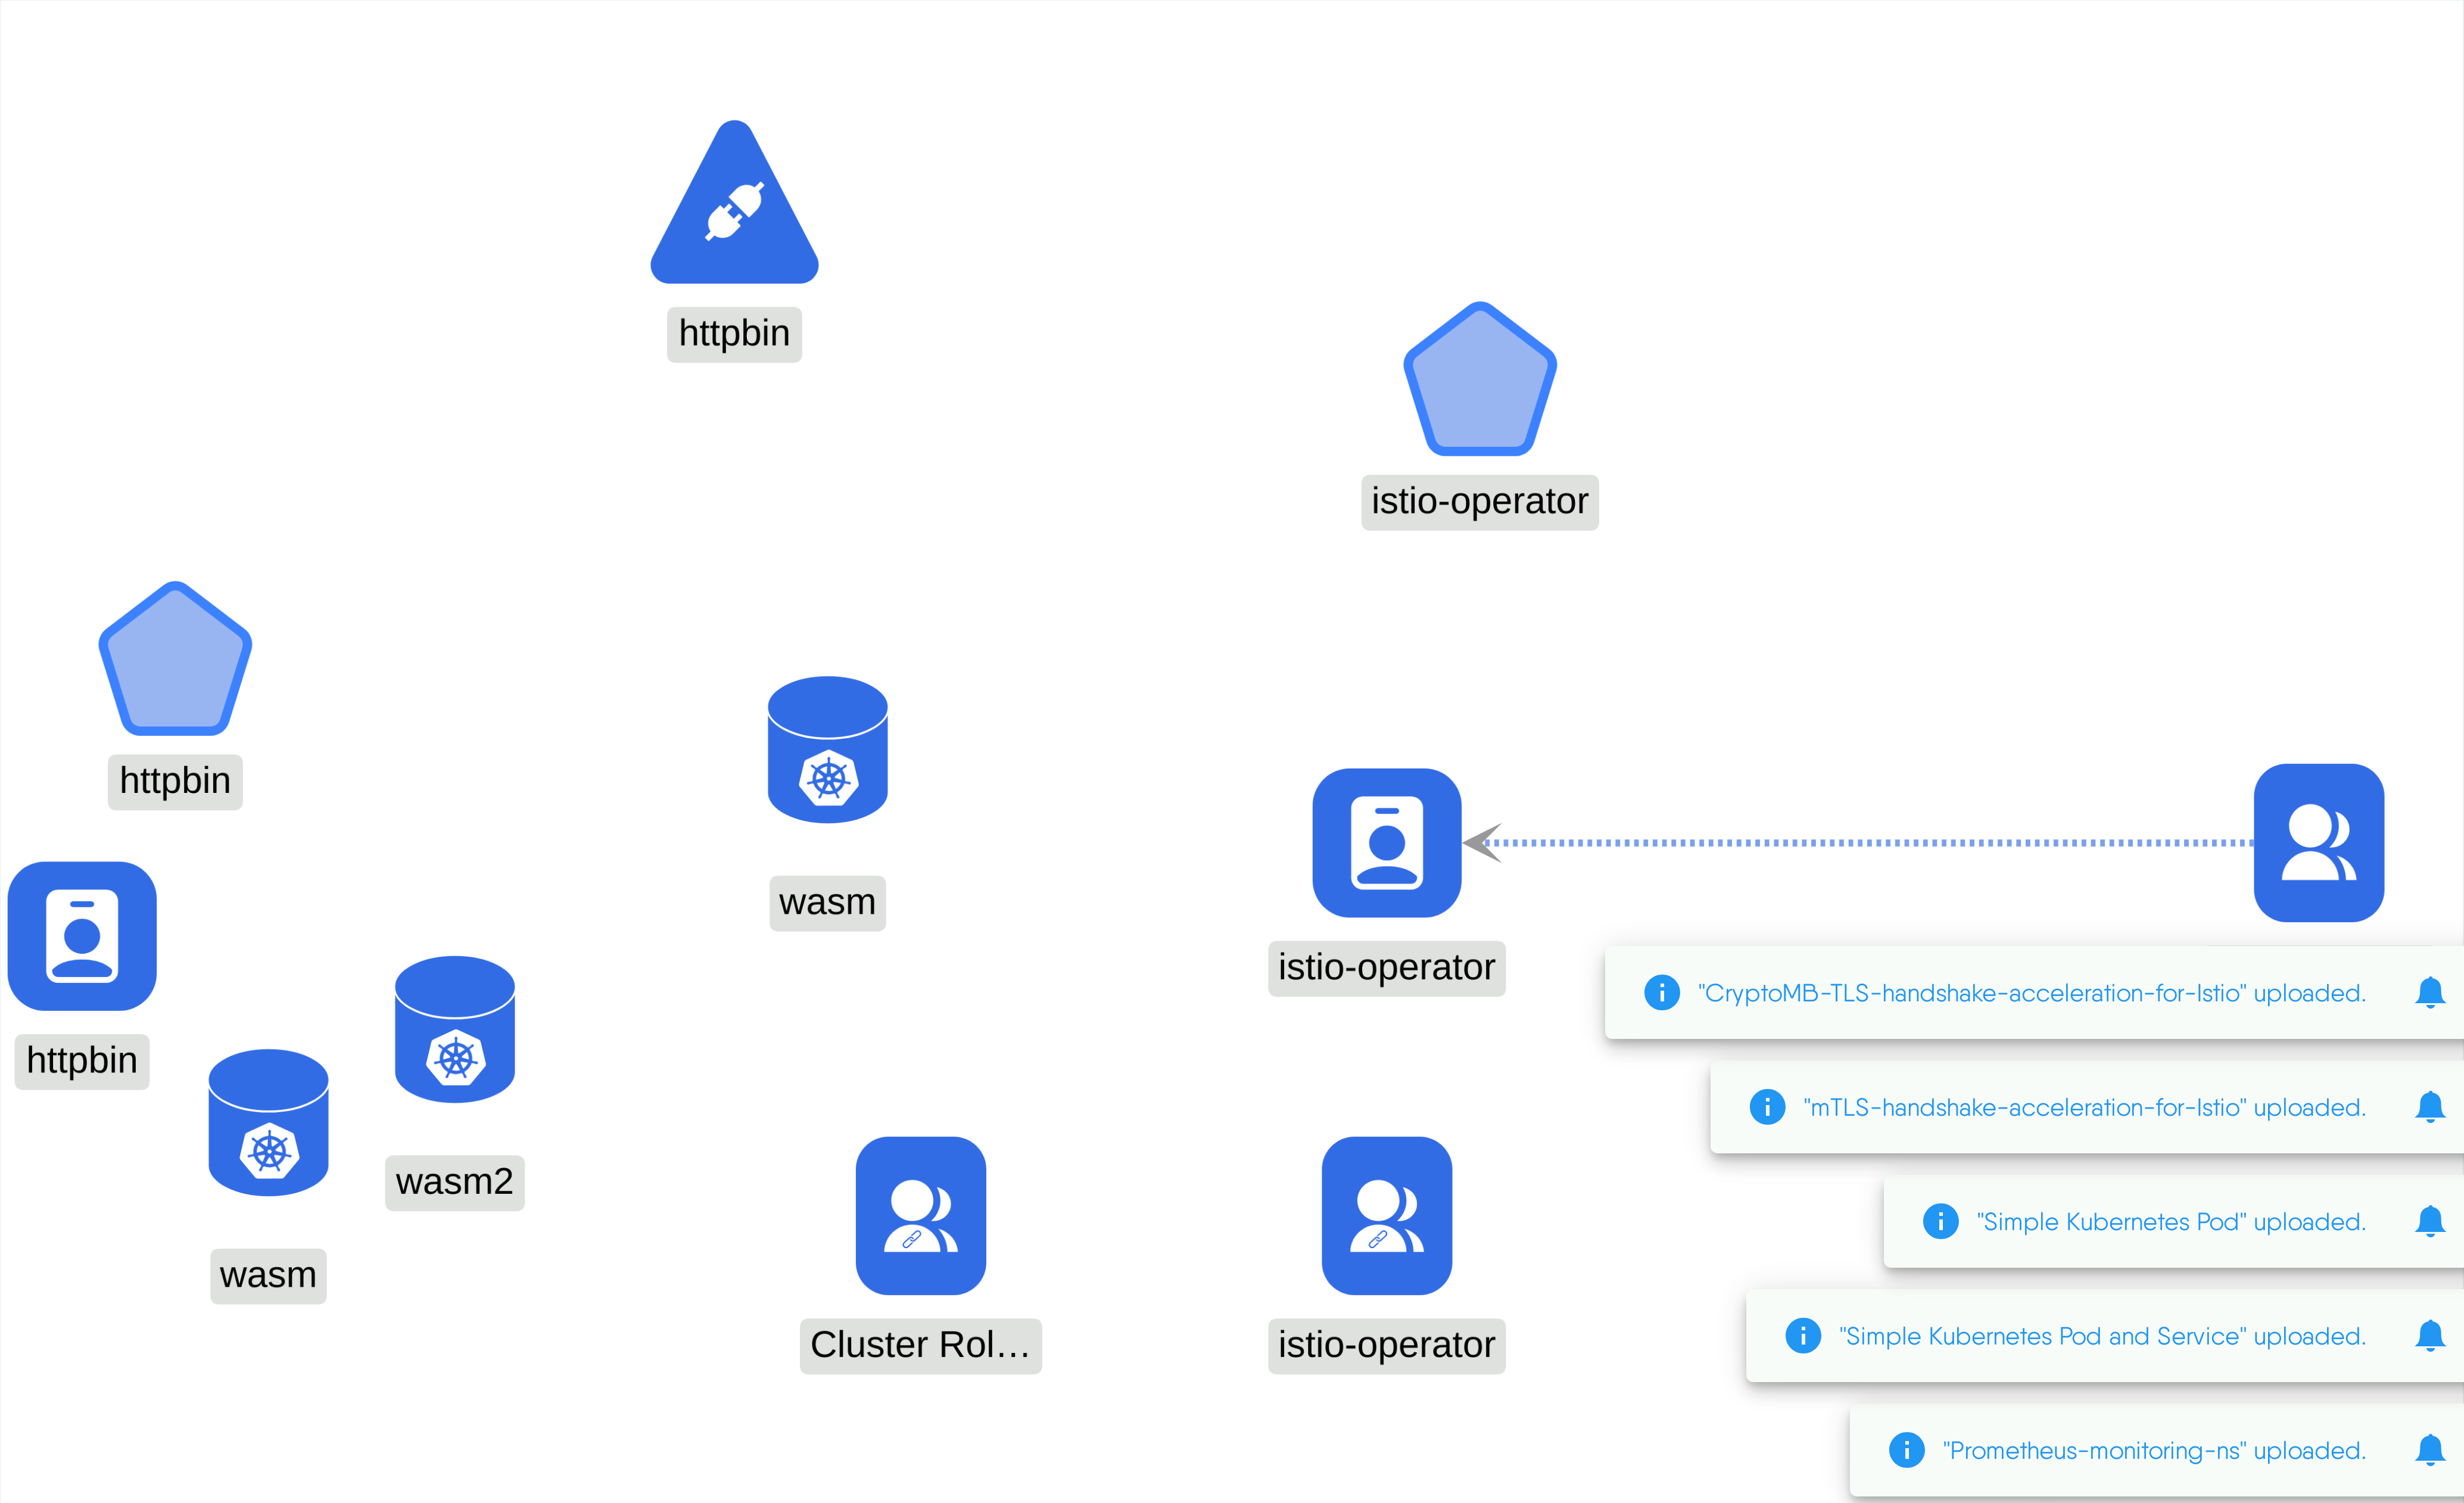 httpbin
istio-operator
httpbin
wasm
istio-operator
httpbin
wasm2
wasm
Cluster Rol...
istio-operator
"CryptoMB-TLS-handshake-acceleration-for-Istio" uploaded.
"mTLS-handshake-acceleration-for-Istio" uploaded.
"Simple Kubernetes Pod" uploaded.
"Simple Kubernetes Pod and Service" uploaded.
"Prometheus-monitoring-ns" uploaded.